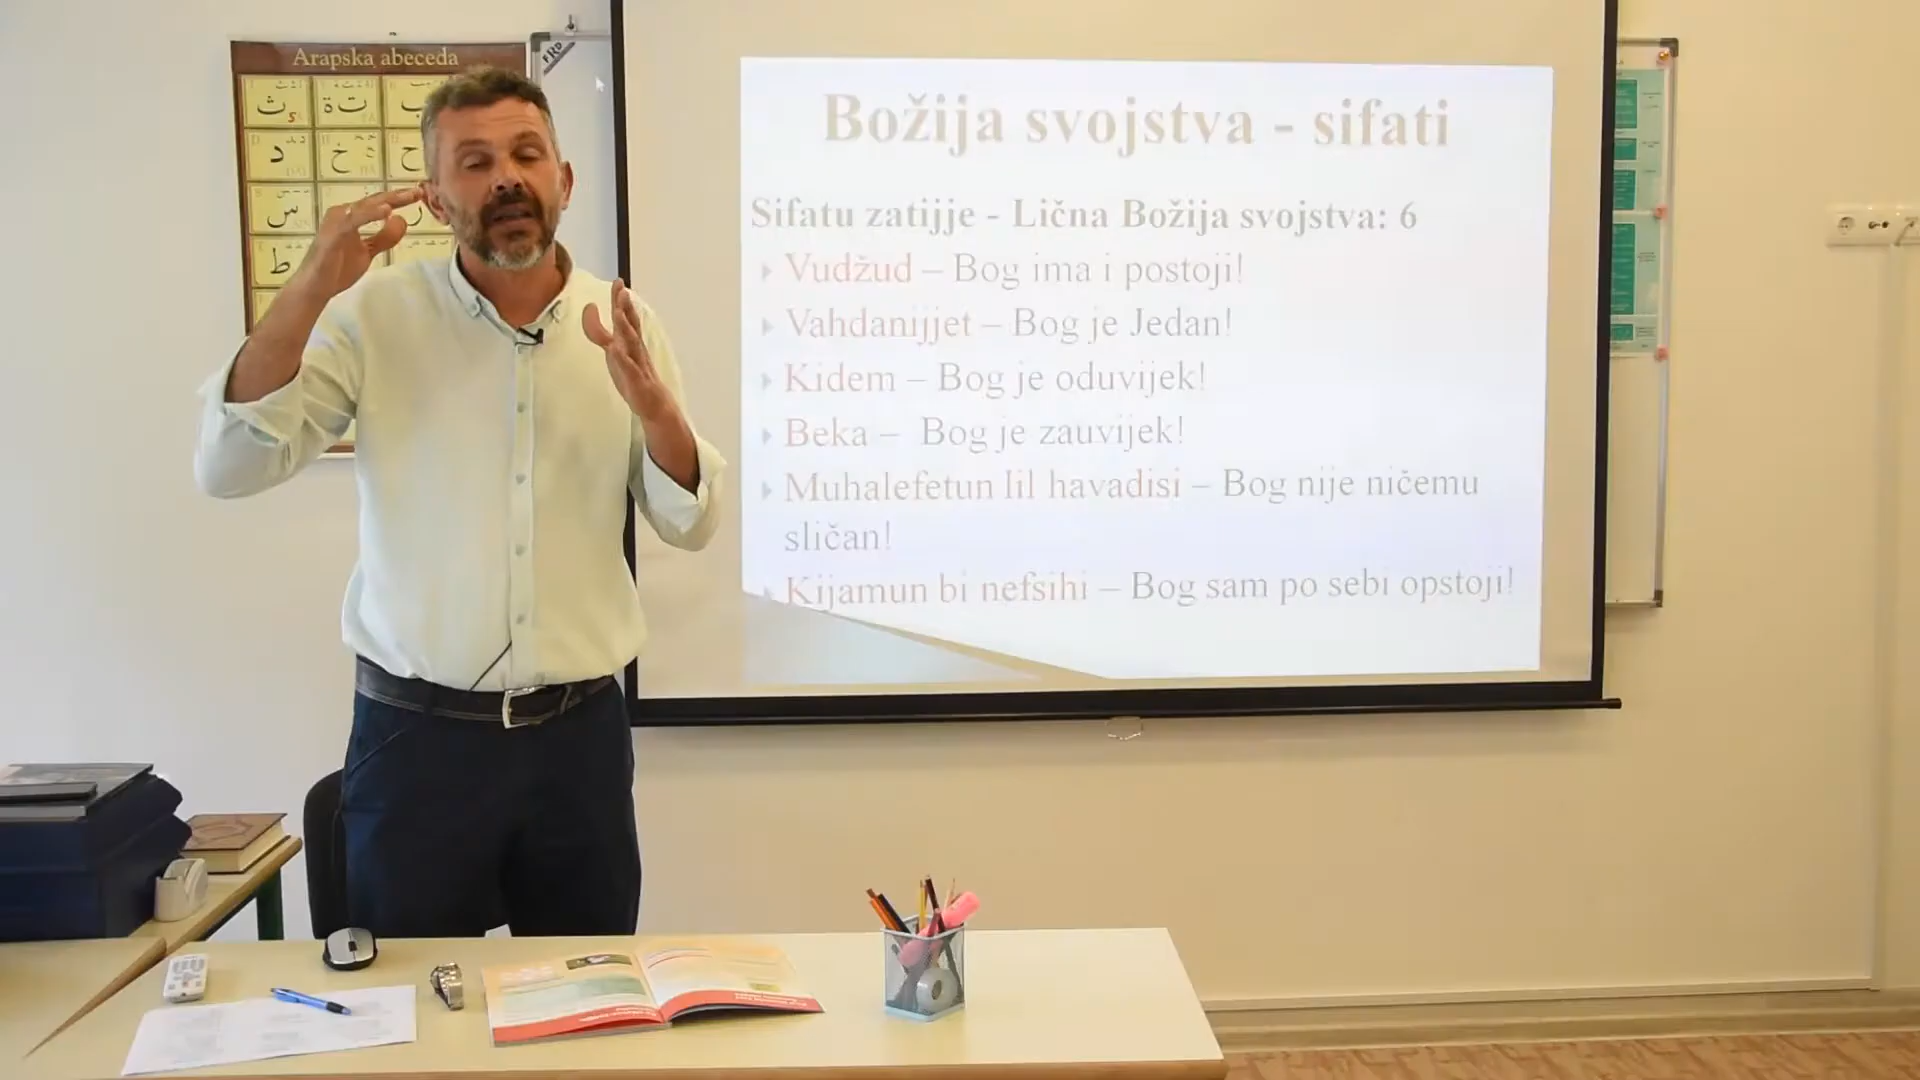 Arapska abeceda
ث ت ة ب
د خ ح
س ر
ط
FRD
Božija svojstva - sifati
Sifatu zatijje - Lična Božija svojstva: 6
Vudžud – Bog ima i postoji!
Vahdanijjet – Bog je Jedan!
Kidem – Bog je oduvijek!
Beka – Bog je zauvijek!
Muhalefetun lil havadisi – Bog nije ničemu
sličan!
Kijamun bi nefsihi – Bog sam po sebi opstoji!